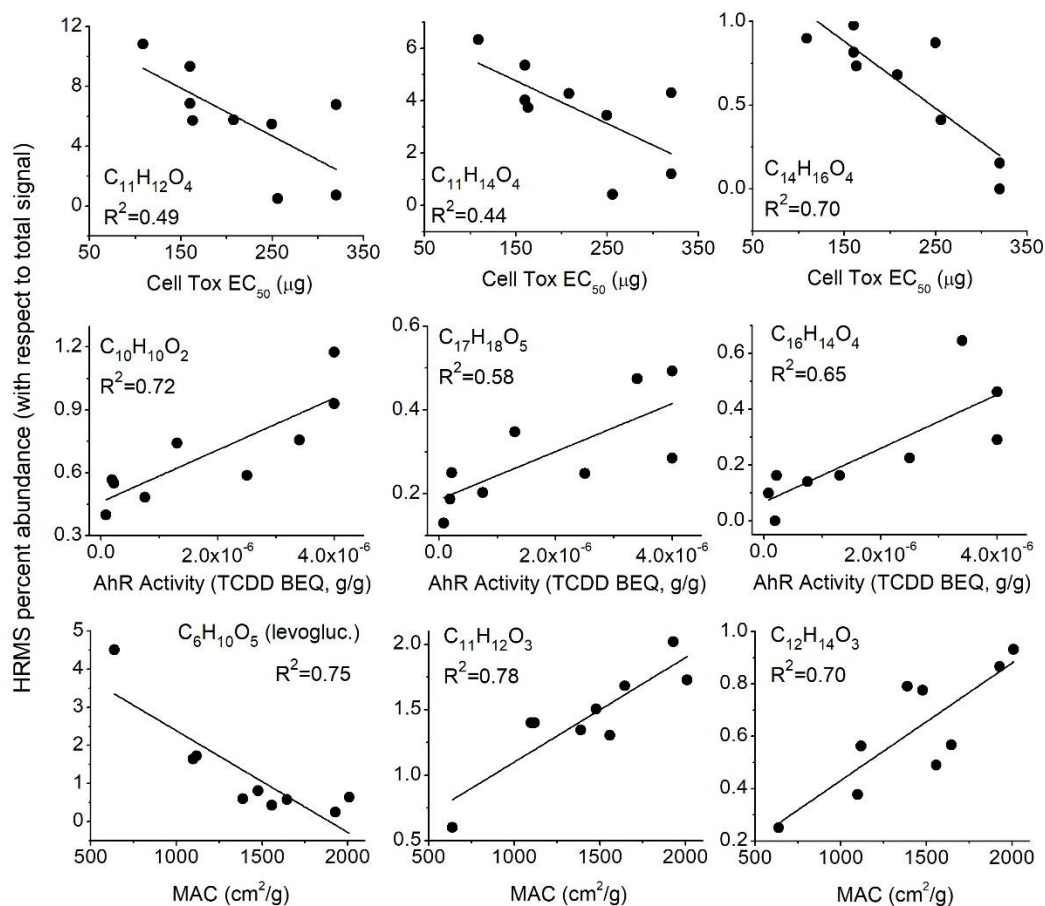 HRMS percent abundance (with respect to total signal)
12
8
4
0
C₁₁H₁₂O₄
R²=0.49
50 150 250 350
Cell Tox EC₅₀ (μg)
6
4
2
0
C₁₁H₁₄O₄
R²=0.44
50 150 250 350
Cell Tox EC₅₀ (μg)
1.0
0.5
0.0
C₁₄H₁₆O₄
R²=0.70
50 150 250 350
Cell Tox EC₅₀ (μg)
1.2
0.9
0.6
0.3
C₁₀H₁₀O₂
R²=0.72
0.0 2.0x10⁻⁶ 4.0x10⁻⁶
AhR Activity (TCDD BEQ, g/g)
0.6
0.4
0.2
C₁₇H₁₈O₅
R²=0.58
0.0 2.0x10⁻⁶ 4.0x10⁻⁶
AhR Activity (TCDD BEQ, g/g)
0.6
0.4
0.2
0.0
C₁₆H₁₄O₄
R²=0.65
0.0 2.0x10⁻⁶ 4.0x10⁻⁶
AhR Activity (TCDD BEQ, g/g)
5
4
3
2
1
0
C₆H₁₀O₅ (levogluc.)
R²=0.75
500 1000 1500 2000
MAC (cm²/g)
2.0
1.5
1.0
0.5
C₁₁H₁₂O₃
R²=0.78
500 1000 1500 2000
MAC (cm²/g)
1.0
0.8
0.6
0.4
0.2
C₁₂H₁₄O₃
R²=0.70
500 1000 1500 2000
MAC (cm²/g)